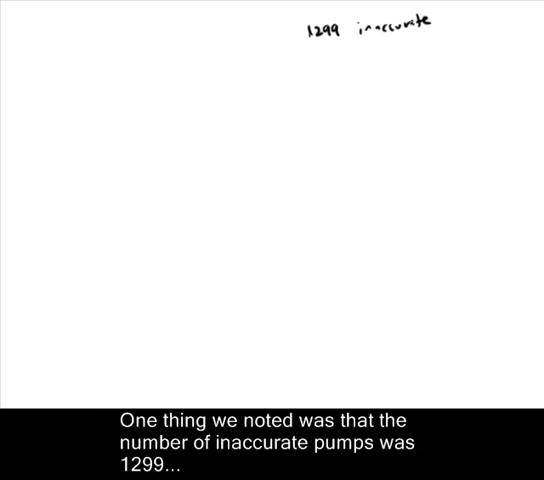 1299 inaccurate
One thing we noted was that the
number of inaccurate pumps was
1299...